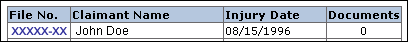 File No. Claimant Name Injury Date Documents
XXXXX-XX John Doe 08/15/1996 0